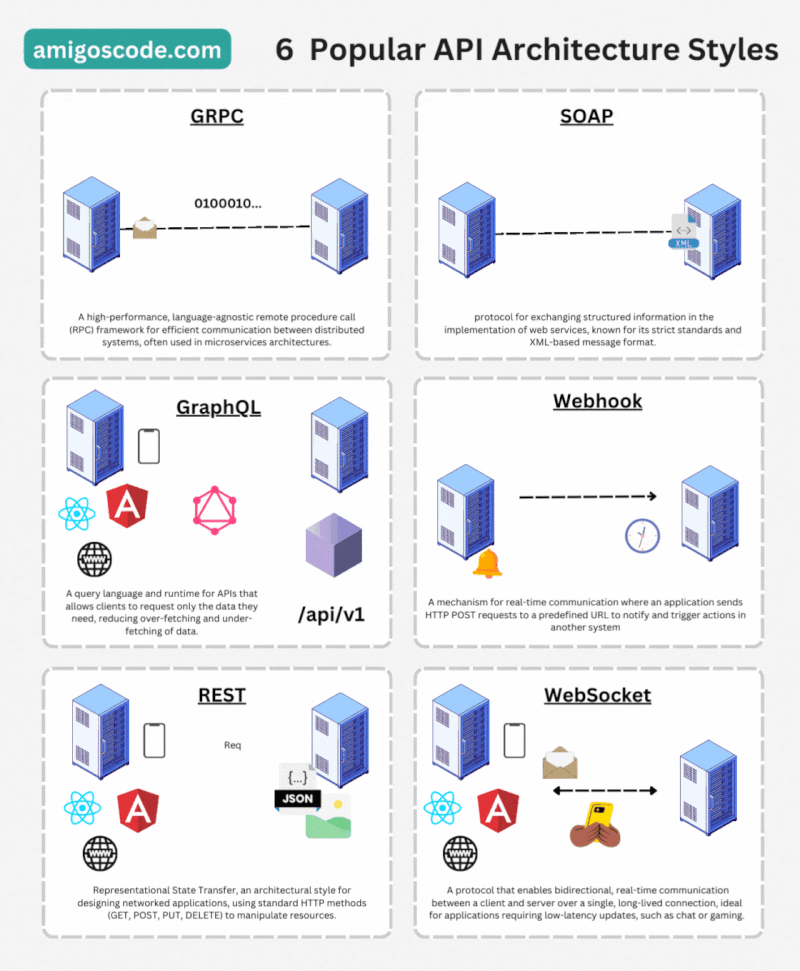 amigoscode.com
6 Popular API Architecture Styles
GRPC
0100010...
A high-performance, language-agnostic remote procedure call
(RPC) framework for efficient communication between distributed
systems, often used in microservices architectures.
SOAP
XML
protocol for exchanging structured information in the
implementation of web services, known for its strict standards and
XML-based message format.
GraphQL
/api/v1
A query language and runtime for APIs that
allows clients to request only the data they
need, reducing over-fetching and under-
fetching of data.
Webhook
A mechanism for real-time communication where an application sends
HTTP POST requests to a predefined URL to notify and trigger actions in
another system
REST
Req
{...}
JSON
WWW
Representational State Transfer, an architectural style for
designing networked applications, using standard HTTP methods
(GET, POST, PUT, DELETE) to manipulate resources.
WebSocket
WWW
A protocol that enables bidirectional, real-time communication
between a client and server over a single, long-lived connection, ideal
for applications requiring low-latency updates, such as chat or gaming.